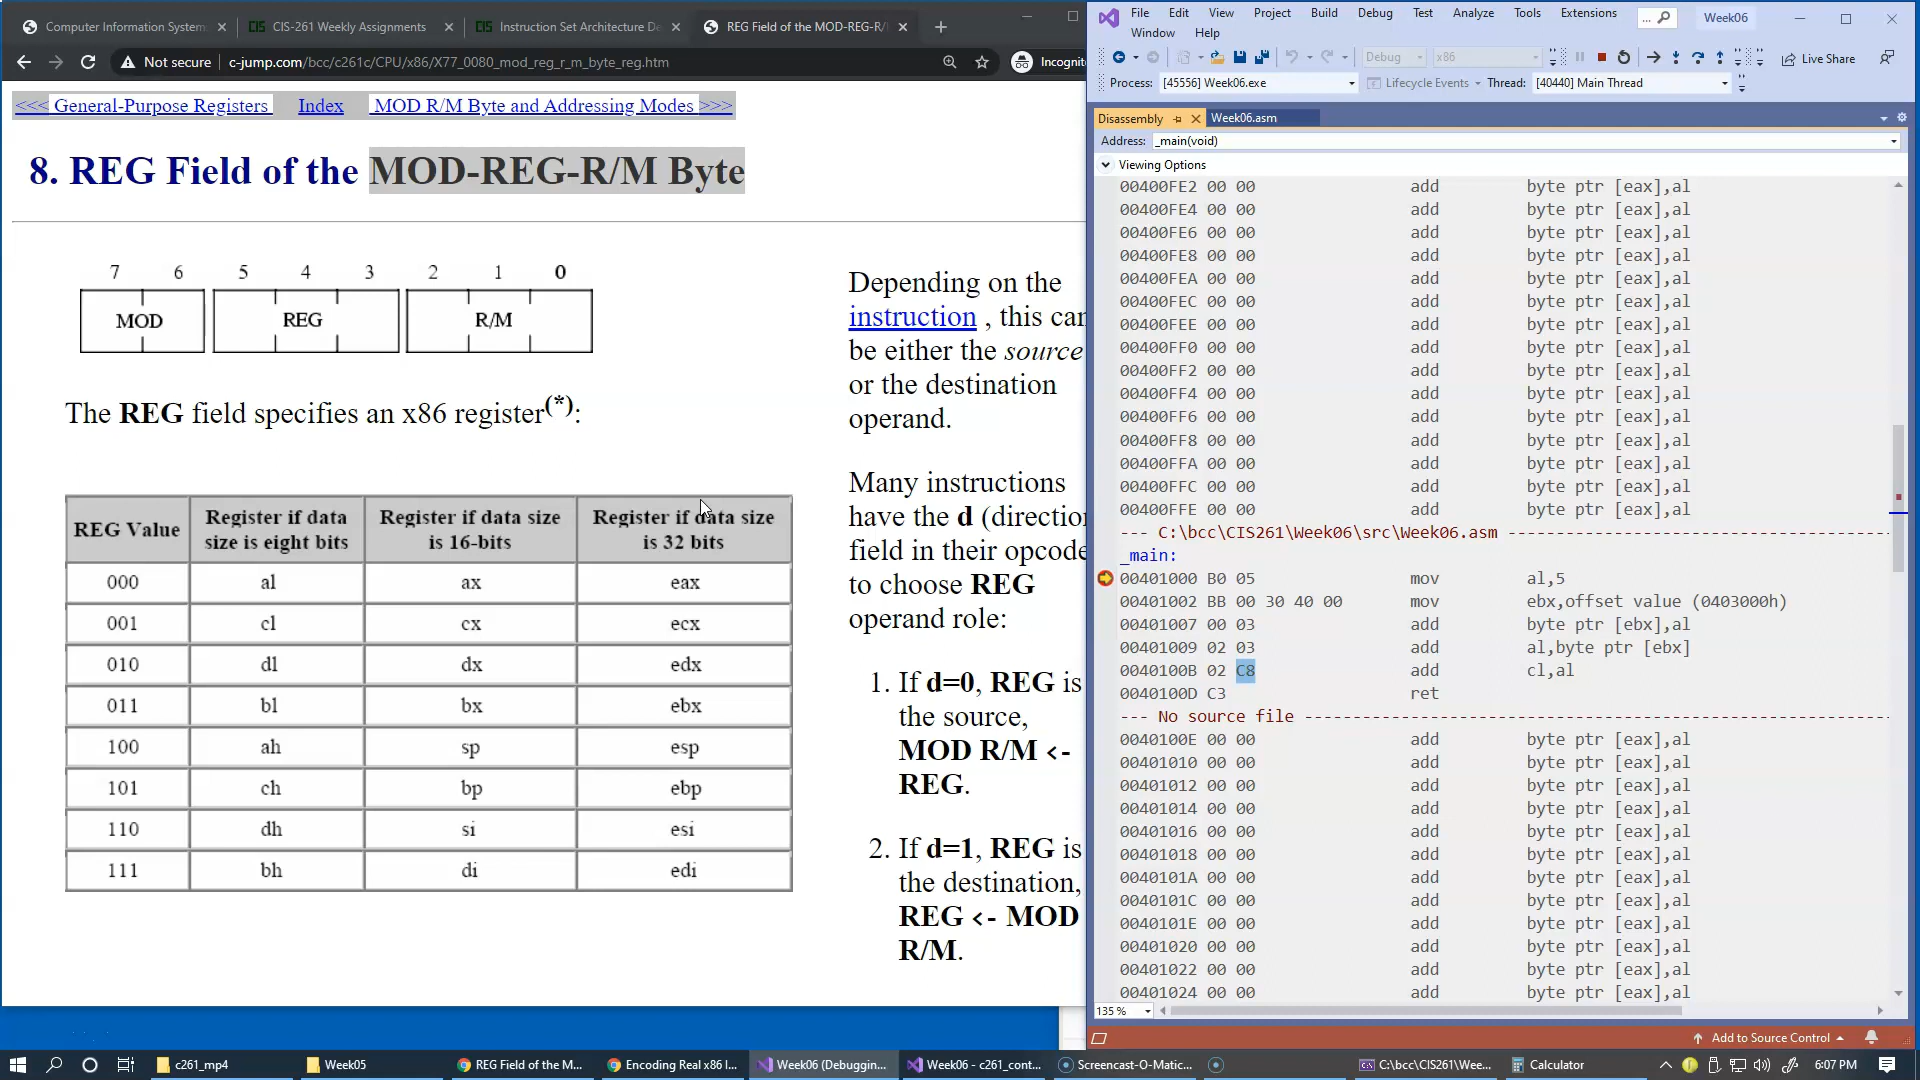 Computer Information System
CIS-261 Weekly Assignments
Instruction Set Architecture De
REG Field of the MOD-REG-R/
Not secure
c-jump.com/bcc/c261c/CPU/x86/X77_0080_mod_reg_r_m_byte_reg.htm
Incognito
<<< General-Purpose Registers Index MOD R/M Byte and Addressing Modes >>>
8. REG Field of the MOD-REG-R/M Byte
7 6 5 4 3 2 1 0
MOD REG R/M
The REG field specifies an x86 register(*):
REG Value
Register if data size is eight bits
Register if data size is 16-bits
Register if data size is 32 bits
000 al ax eax
001 cl cx ecx
010 dl dx edx
011 bl bx ebx
100 ah sp esp
101 ch bp ebp
110 dh si esi
111 bh di edi
Depending on the
instruction , this can
be either the source
or the destination
operand.
Many instructions
have the d (direction
field in their opcode
to choose REG
operand role:
1. If d=0, REG is
the source,
MOD R/M <-
REG.
2. If d=1, REG is
the destination,
REG <- MOD
R/M.
File Edit View Project Build Debug Test Analyze Tools Extensions
Window Help
...
Week06
Debug x86
Live Share
Process: [45556] Week06.exe Lifecycle Events Thread: [40440] Main Thread
Disassembly Week06.asm
Address: _main(void)
Viewing Options
00400FE2 00 00 add byte ptr [eax],al
00400FE4 00 00 add byte ptr [eax],al
00400FE6 00 00 add byte ptr [eax],al
00400FE8 00 00 add byte ptr [eax],al
00400FEA 00 00 add byte ptr [eax],al
00400FEC 00 00 add byte ptr [eax],al
00400FEE 00 00 add byte ptr [eax],al
00400FF0 00 00 add byte ptr [eax],al
00400FF2 00 00 add byte ptr [eax],al
00400FF4 00 00 add byte ptr [eax],al
00400FF6 00 00 add byte ptr [eax],al
00400FF8 00 00 add byte ptr [eax],al
00400FFA 00 00 add byte ptr [eax],al
00400FFC 00 00 add byte ptr [eax],al
00400FFE 00 00 add byte ptr [eax],al
--- C:\bcc\CIS261\Week06\src\Week06.asm ---------------------------------------
_main:
00401000 B0 05 mov al,5
00401002 BB 00 30 40 00 mov ebx,offset value (0403000h)
00401007 00 03 add byte ptr [ebx],al
00401009 02 03 add al,byte ptr [ebx]
0040100B 02 C8 add cl,al
0040100D C3 ret
--- No source file ------------------------------------------------------------
0040100E 00 00 add byte ptr [eax],al
00401010 00 00 add byte ptr [eax],al
00401012 00 00 add byte ptr [eax],al
00401014 00 00 add byte ptr [eax],al
00401016 00 00 add byte ptr [eax],al
00401018 00 00 add byte ptr [eax],al
0040101A 00 00 add byte ptr [eax],al
0040101C 00 00 add byte ptr [eax],al
0040101E 00 00 add byte ptr [eax],al
00401020 00 00 add byte ptr [eax],al
00401022 00 00 add byte ptr [eax],al
00401024 00 00 add byte ptr [eax],al
135 %
Add to Source Control
c261_mp4
Week05
REG Field of the M...
Encoding Real x86 I...
Week06 (Debuggin...
Week06 - c261_cont...
Screencast-O-Matic...
C:\bcc\CIS261\Wee...
Calculator
6:07 PM